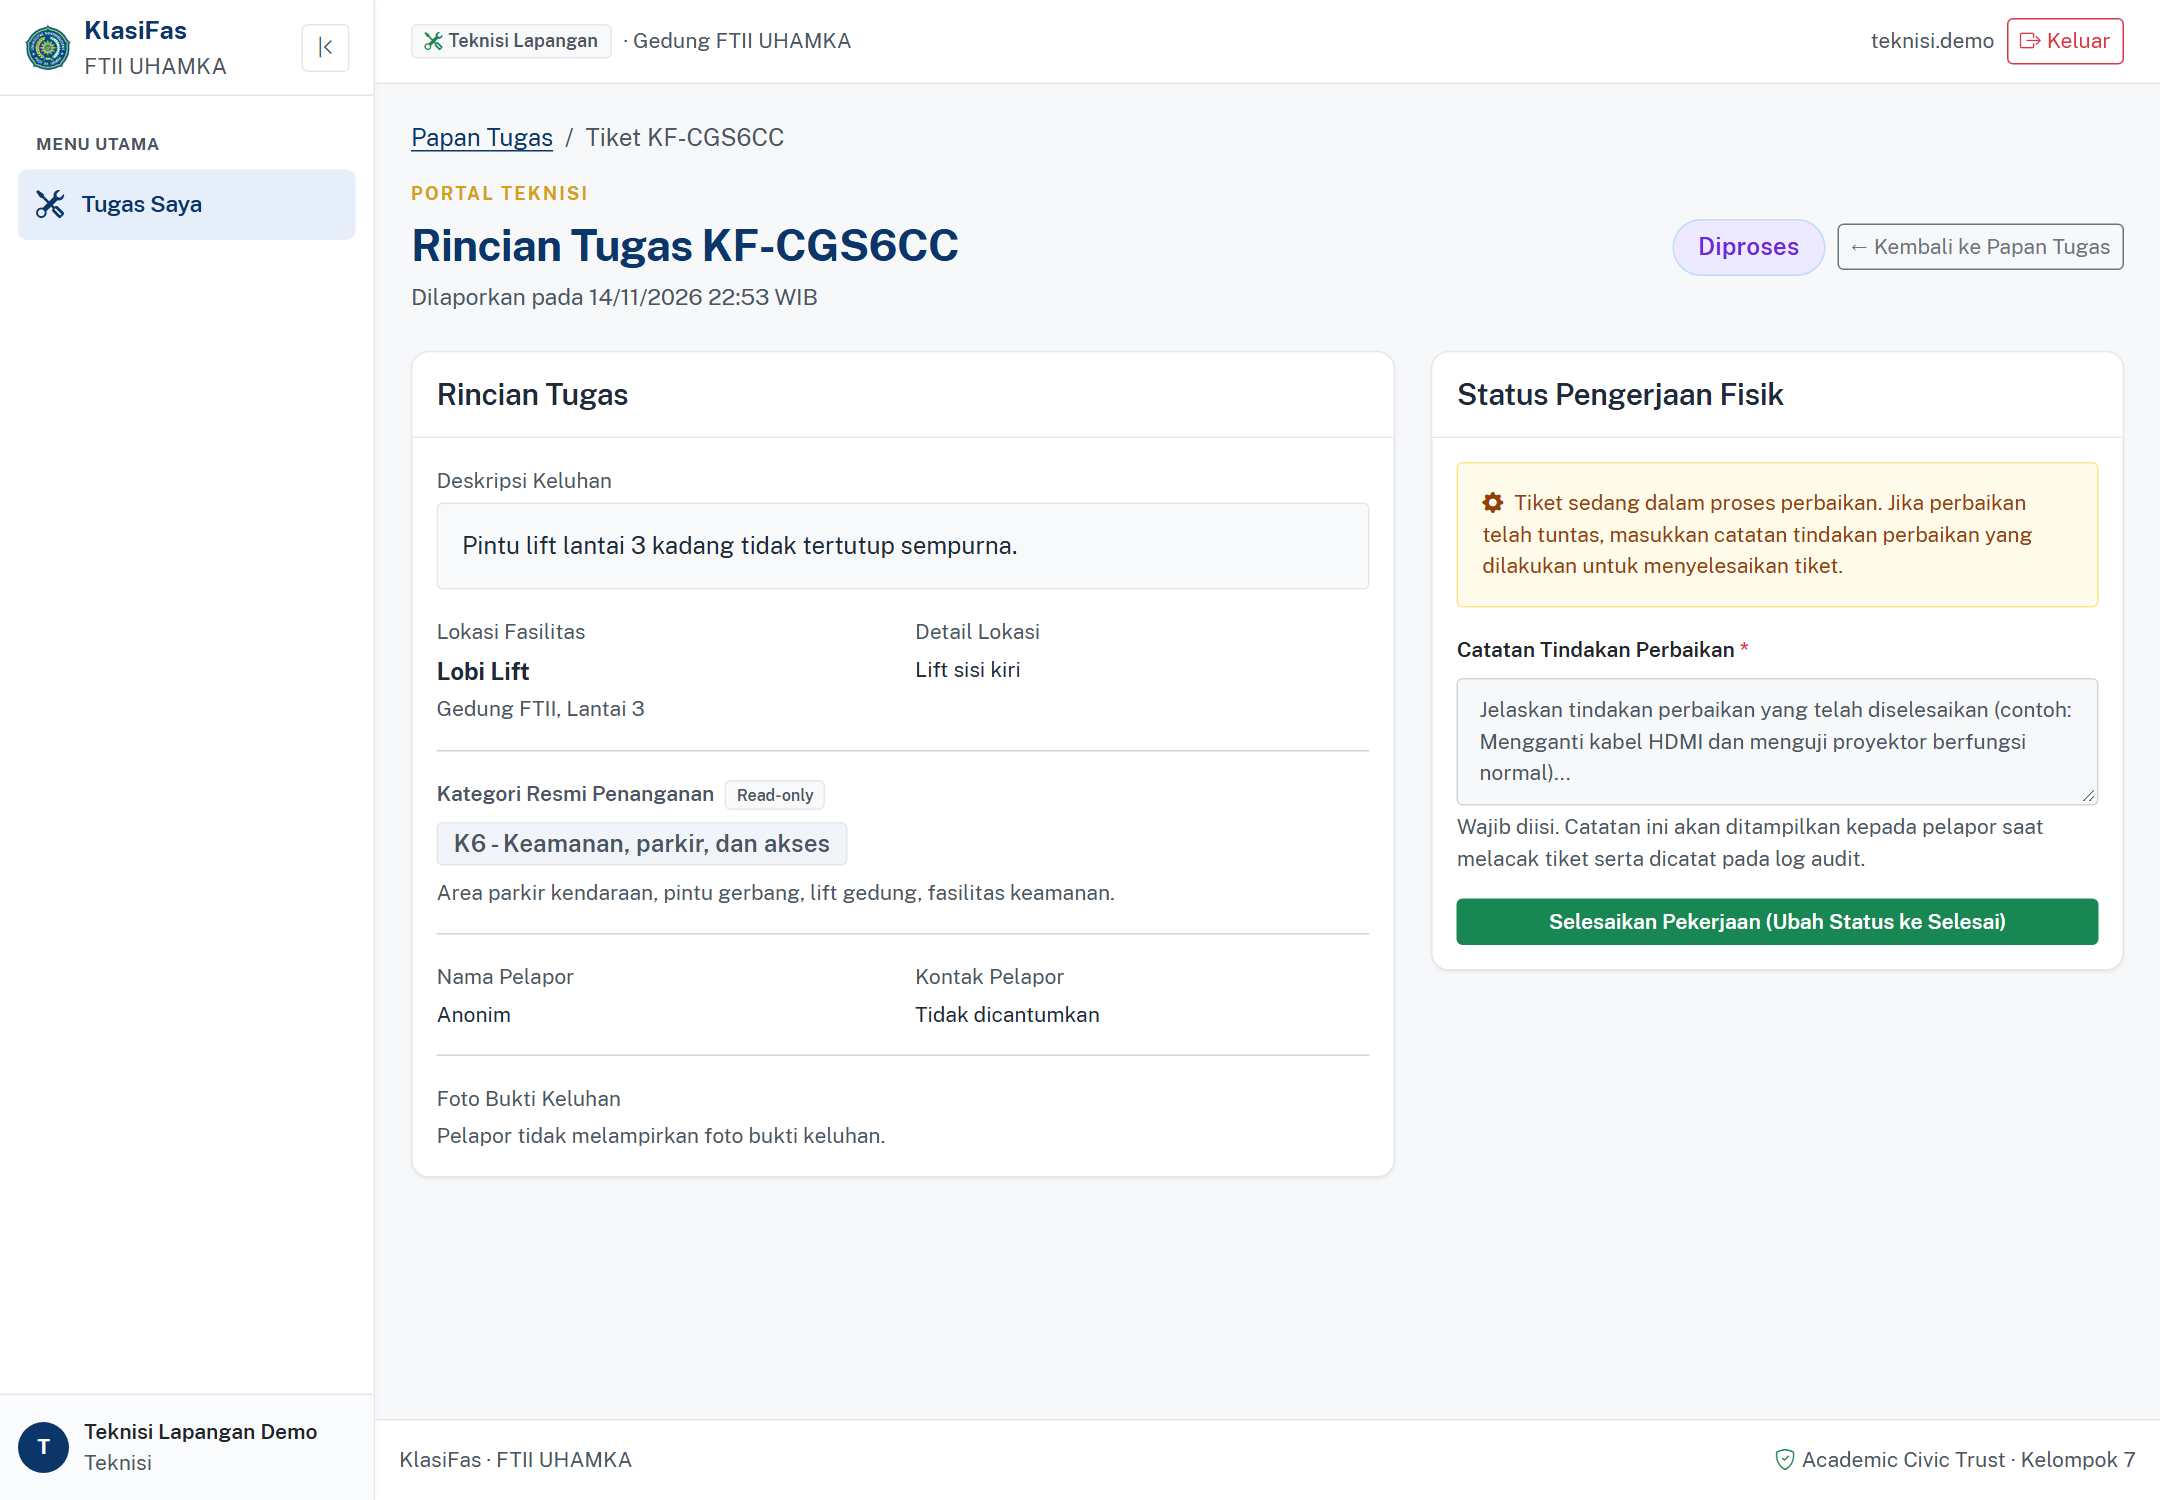 KlasiFas
FTII UHAMKA
MENU UTAMA
Tugas Saya
Teknisi Lapangan · Gedung FTII UHAMKA
teknisi.demo
Keluar
Papan Tugas / Tiket KF-CGS6CC
PORTAL TEKNISI
Rincian Tugas KF-CGS6CC
Dilaporkan pada 14/11/2026 22:53 WIB
Diproses
← Kembali ke Papan Tugas
Rincian Tugas
Deskripsi Keluhan
Pintu lift lantai 3 kadang tidak tertutup sempurna.
Lokasi Fasilitas
Lobi Lift
Gedung FTII, Lantai 3
Detail Lokasi
Lift sisi kiri
Kategori Resmi Penanganan Read-only
K6 - Keamanan, parkir, dan akses
Area parkir kendaraan, pintu gerbang, lift gedung, fasilitas keamanan.
Nama Pelapor
Anonim
Kontak Pelapor
Tidak dicantumkan
Foto Bukti Keluhan
Pelapor tidak melampirkan foto bukti keluhan.
Status Pengerjaan Fisik
Tiket sedang dalam proses perbaikan. Jika perbaikan
telah tuntas, masukkan catatan tindakan perbaikan yang
dilakukan untuk menyelesaikan tiket.
Catatan Tindakan Perbaikan *
Jelaskan tindakan perbaikan yang telah diselesaikan (contoh:
Mengganti kabel HDMI dan menguji proyektor berfungsi
normal)...
Wajib diisi. Catatan ini akan ditampilkan kepada pelapor saat
melacak tiket serta dicatat pada log audit.
Selesaikan Pekerjaan (Ubah Status ke Selesai)
T
Teknisi Lapangan Demo
Teknisi
KlasiFas · FTII UHAMKA
Academic Civic Trust · Kelompok 7